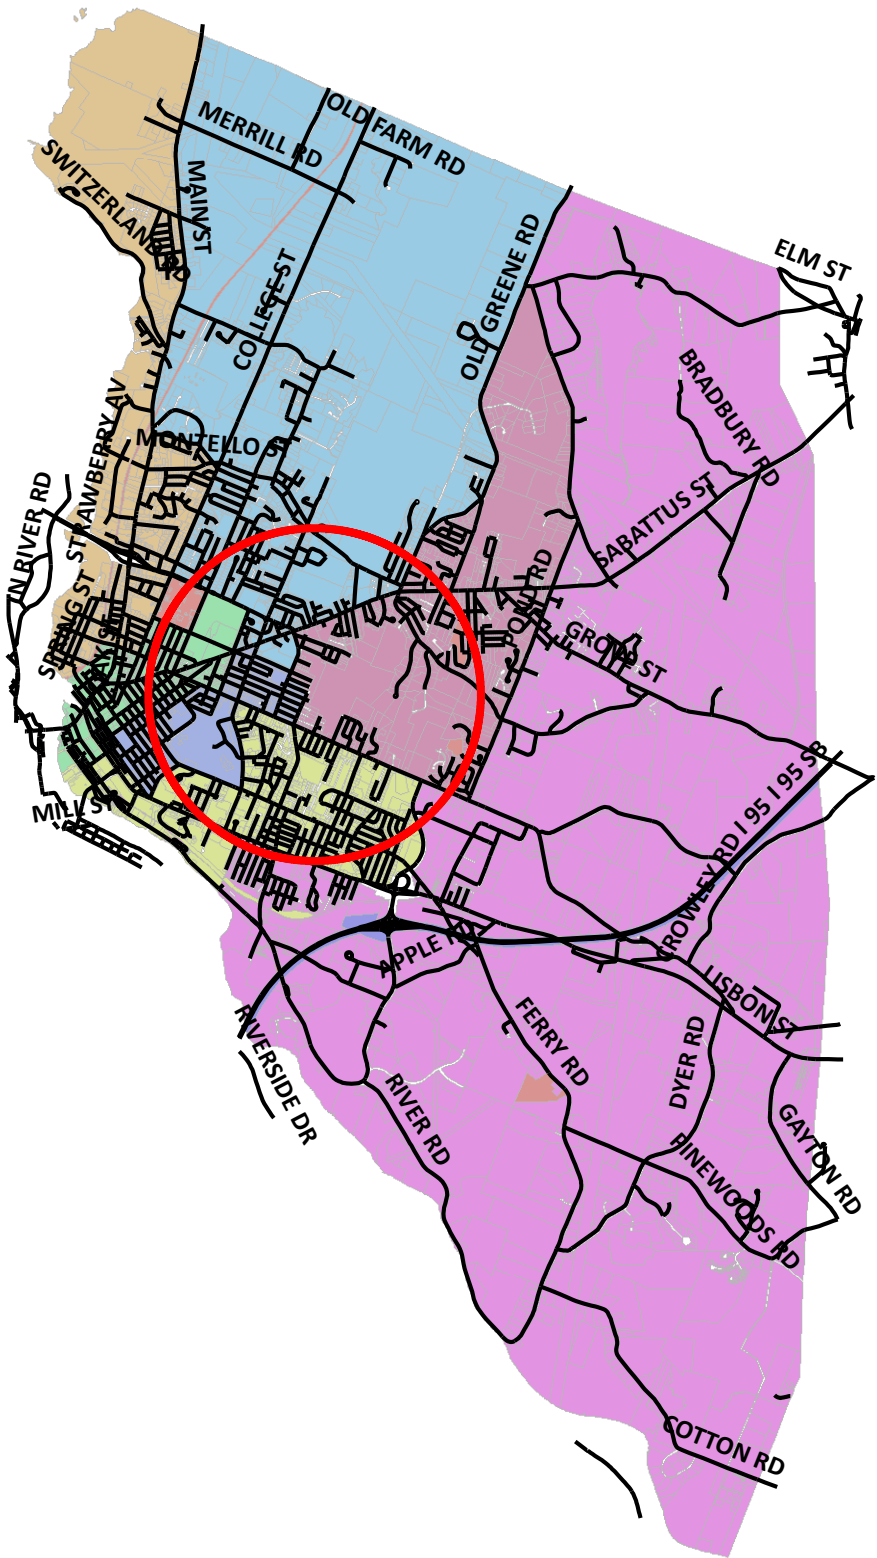 OLD FARM RD
MERRILL RD
SWITZERLAND RD
MAIN ST
OLD GREENE RD
ELM ST
COLLEGE ST
BRADBURY RD
STRAWBERRY AV
MONTELLO ST
N RIVER RD
SABATTUS ST
POND RD
SPRING ST
GROVE ST
MILL ST
CROWLEY RD
I 95
I 95 SB
LISBON ST
FERRY RD
RIVERSIDE DR
DYER RD
RIVER RD
GAYTON RD
PINEWOODS RD
COTTON RD